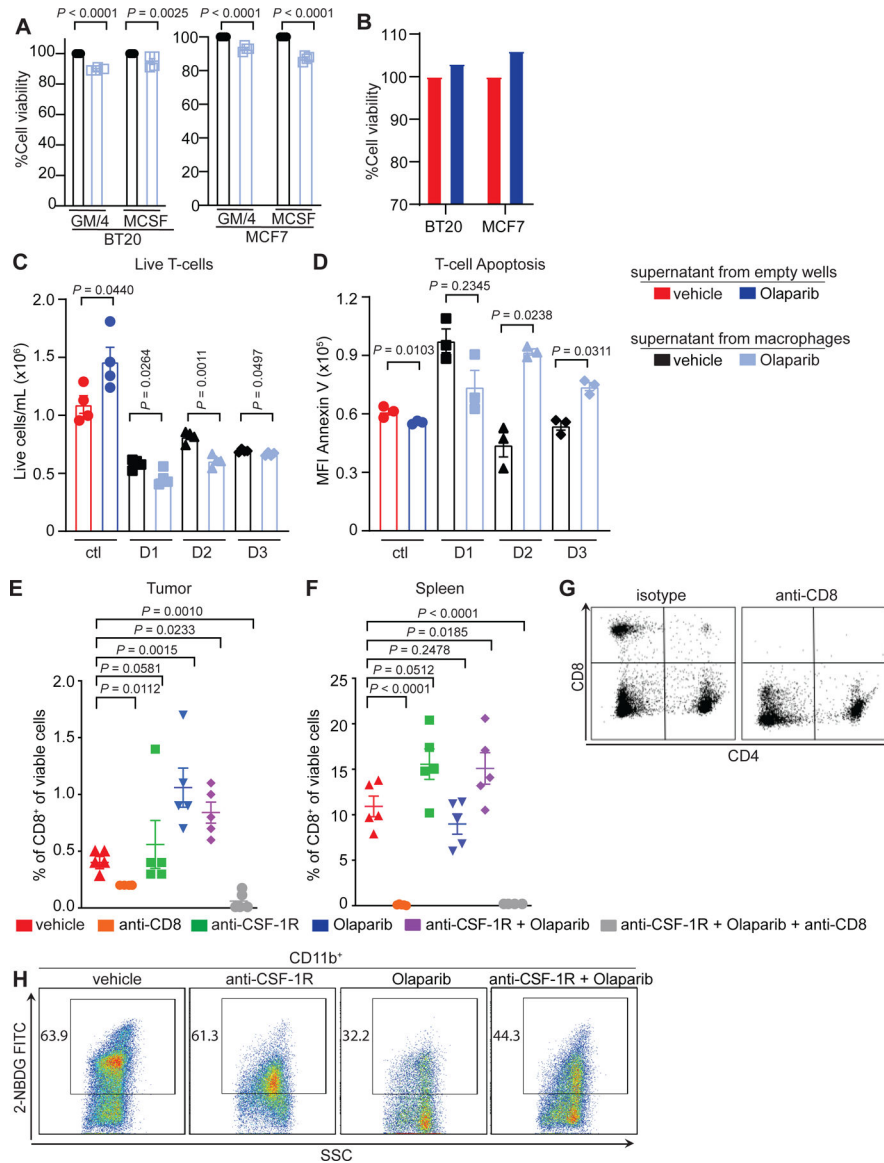 A
P < 0.0001
P = 0.0025
P < 0.0001
P <0.0001
%Cell viability
100
80
60
40
20
0
100
80
60
40
20
0
GM/4
MCSF
BT20
GM/4
MCSF
MCF7
B
%Cell viability
110
100
90
80
70
BT20
MCF7
C
Live T-cells
P = 0.0440
P = 0.0264
P = 0.0011
P = 0.0497
Live cells/mL (x10⁶)
2.0
1.5
1.0
0.5
0
ctl
D1
D2
D3
D
T-cell Apoptosis
P = 0.2345
P = 0.0238
P = 0.0103
P = 0.0311
MFI Annexin V (x10⁵)
1.2
0.9
0.6
0.3
0
ctl
D1
D2
D3
supernatant from empty wells
vehicle
Olaparib
supernatant from macrophages
vehicle
Olaparib
E
Tumor
P = 0.0010
P = 0.0233
P = 0.0015
P = 0.0581
P = 0.0112
% of CD8⁺ of viable cells
2.0
1.5
1.0
0.5
0.0
F
Spleen
P < 0.0001
P = 0.0185
P = 0.2478
P = 0.0512
P < 0.0001
% of CD8⁺ of viable cells
25
20
15
10
5
0
G
isotype
anti-CD8
CD8
CD4
vehicle
anti-CD8
anti-CSF-1R
Olaparib
anti-CSF-1R + Olaparib
anti-CSF-1R + Olaparib + anti-CD8
H
CD11b⁺
vehicle
anti-CSF-1R
Olaparib
anti-CSF-1R + Olaparib
63.9
61.3
32.2
44.3
2-NBDG FITC
SSC